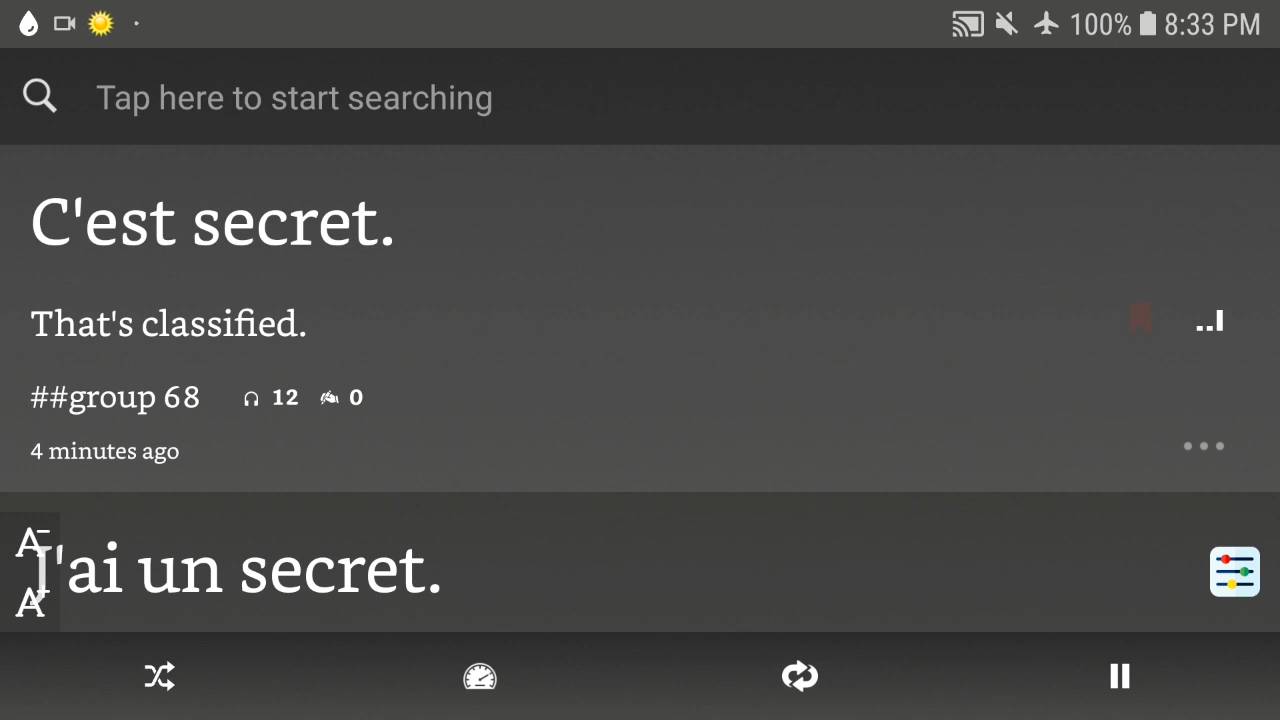 100% 8:33 PM
Tap here to start searching
C'est secret.
That's classified.
##group 68 12 0
4 minutes ago
J'ai un secret.
A-
A+